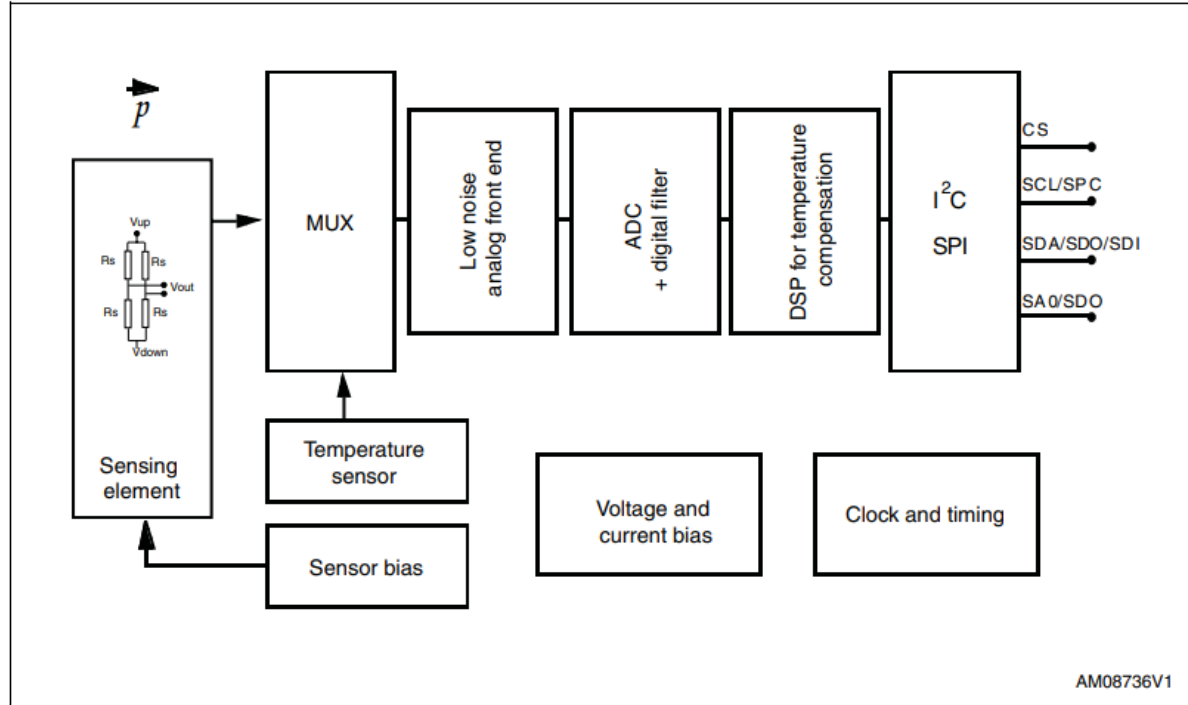 p
Vup
Rs
Rs
Vout
Rs
Rs
Vdown
Sensing
element
MUX
Low noise
analog front end
ADC
+ digital filter
DSP for temperature
compensation
I²C
SPI
CS
SCL/SPC
SDA/SDO/SDI
SA0/SDO
Temperature
sensor
Sensor bias
Voltage and
current bias
Clock and timing
AM08736V1